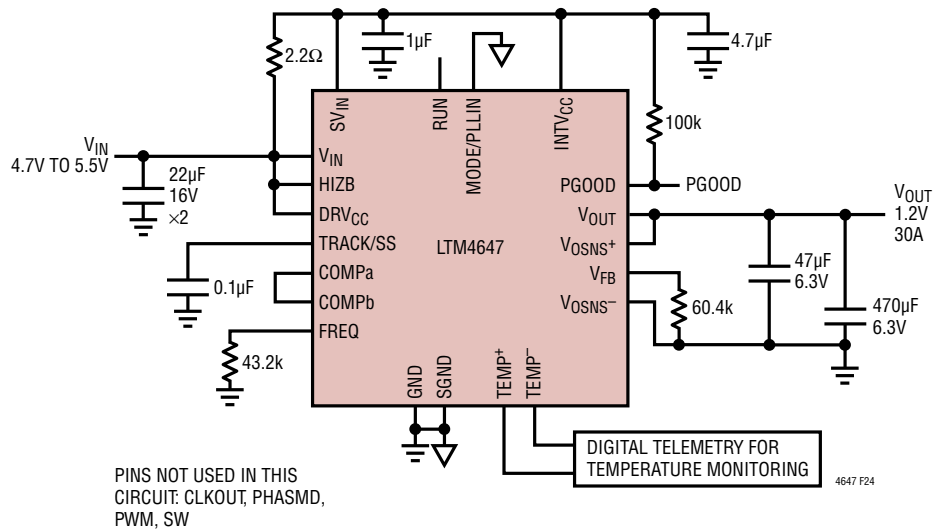 1µF
4.7µF
2.2Ω
SVIN
RUN
MODE/PLLIN
INTVCC
100k
VIN
4.7V TO 5.5V
22µF
16V
×2
VIN
HIZB
DRVCC
TRACK/SS
COMPa
COMPb
FREQ
LTM4647
PGOOD
VOUT
VOSNS+
VFB
VOSNS–
PGOOD
VOUT
1.2V
30A
0.1µF
43.2k
60.4k
47µF
6.3V
470µF
6.3V
GND
SGND
TEMP+
TEMP–
DIGITAL TELEMETRY FOR
TEMPERATURE MONITORING
4647 F24
PINS NOT USED IN THIS
CIRCUIT: CLKOUT, PHASMD,
PWM, SW